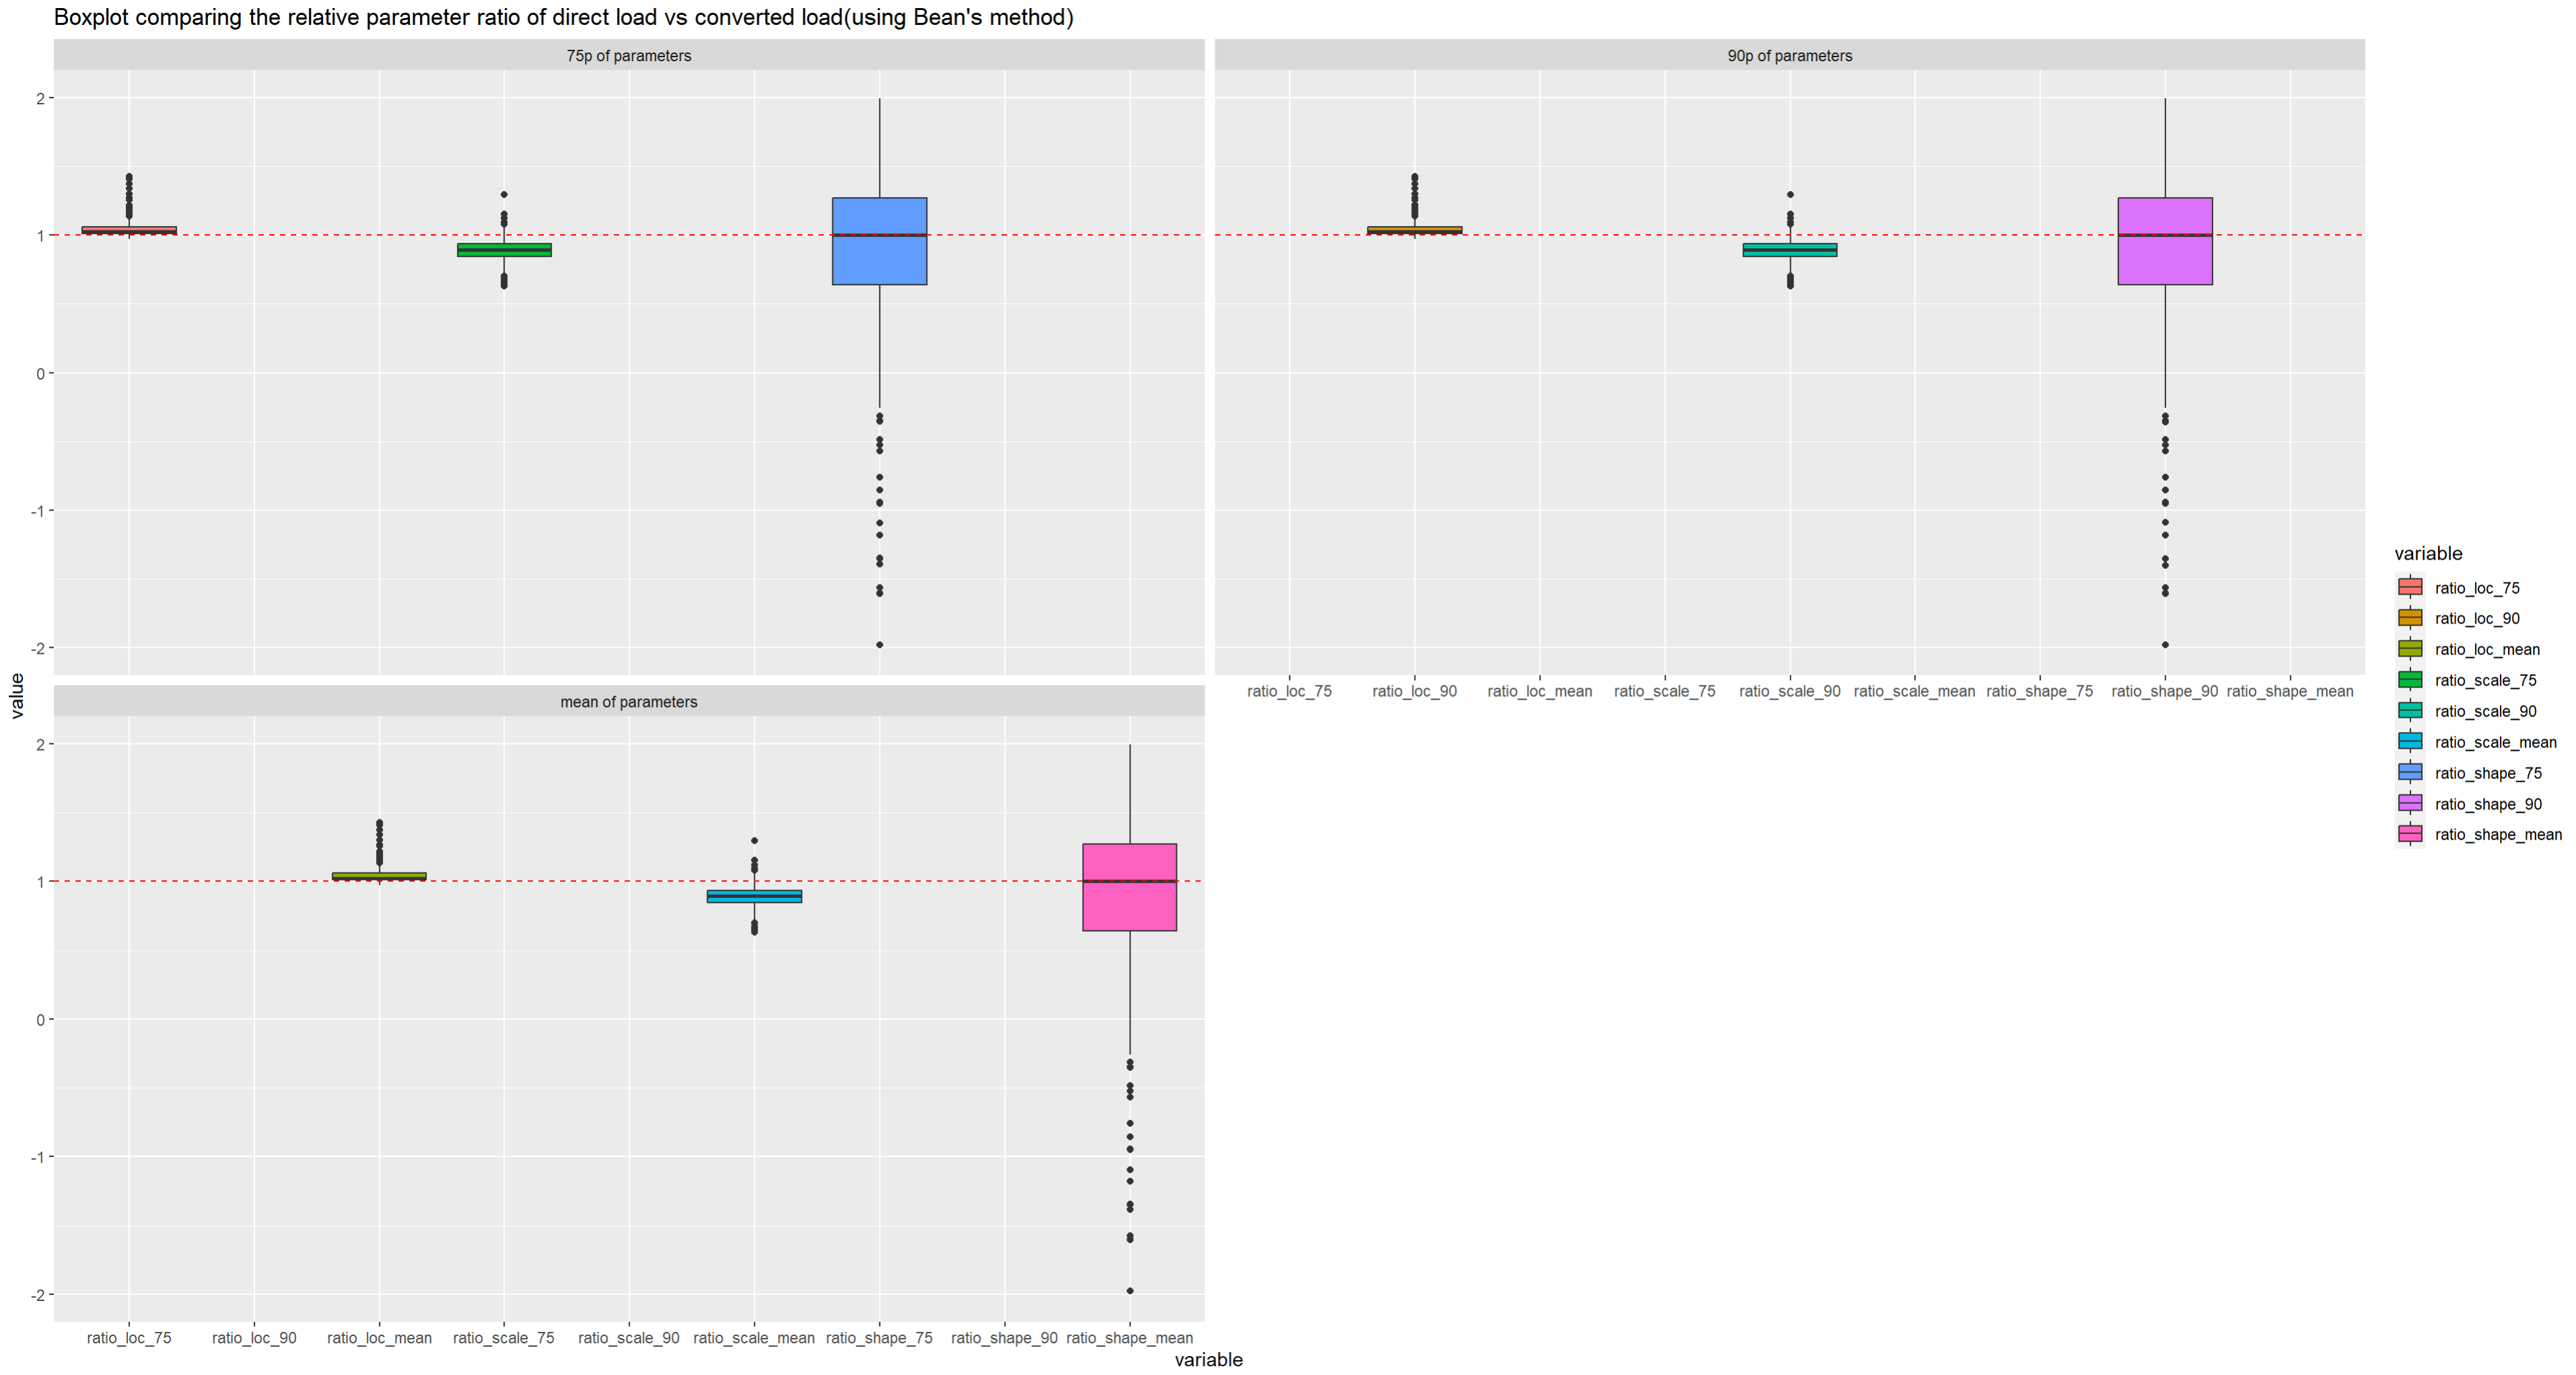 Boxplot comparing the relative parameter ratio of direct load vs converted load(using Bean's method)
75p of parameters
90p of parameters
2
1
0
-1
-2
ratio_loc_75 ratio_loc_90 ratio_loc_mean ratio_scale_75 ratio_scale_90 ratio_scale_mean ratio_shape_75 ratio_shape_90 ratio_shape_mean
value
mean of parameters
2
1
0
-1
-2
ratio_loc_75 ratio_loc_90 ratio_loc_mean ratio_scale_75 ratio_scale_90 ratio_scale_mean ratio_shape_75 ratio_shape_90 ratio_shape_mean
variable
variable
ratio_loc_75
ratio_loc_90
ratio_loc_mean
ratio_scale_75
ratio_scale_90
ratio_scale_mean
ratio_shape_75
ratio_shape_90
ratio_shape_mean